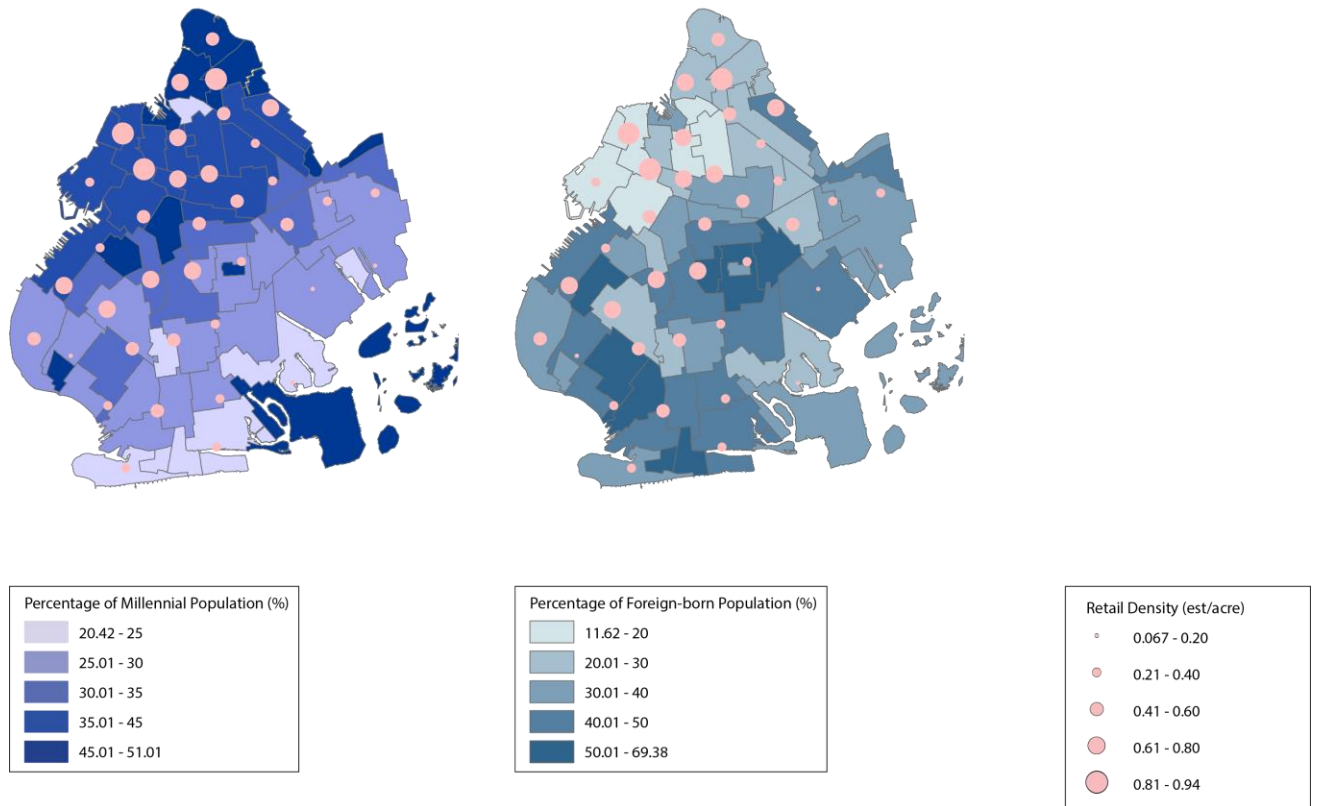 Percentage of Millennial Population (%)
20.42 - 25
25.01 - 30
30.01 - 35
35.01 - 45
45.01 - 51.01
Percentage of Foreign-born Population (%)
11.62 - 20
20.01 - 30
30.01 - 40
40.01 - 50
50.01 - 69.38
Retail Density (est/acre)
0.067 - 0.20
0.21 - 0.40
0.41 - 0.60
0.61 - 0.80
0.81 - 0.94